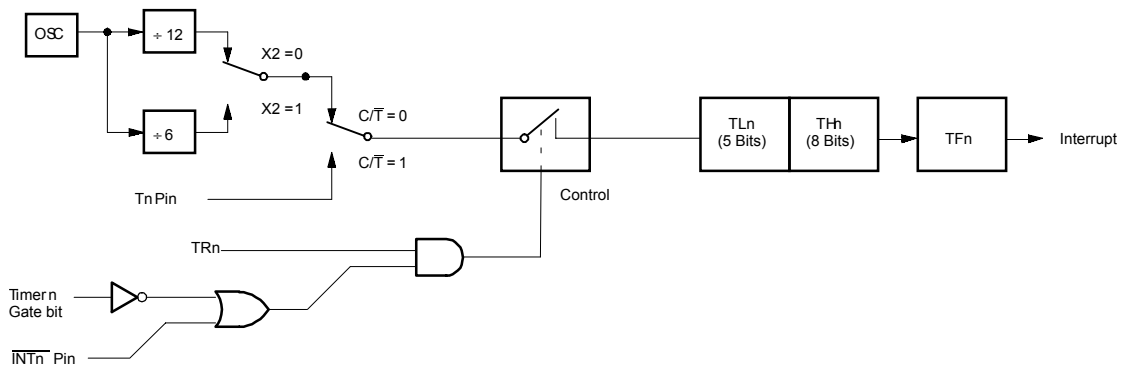 OSC
÷ 12
X2 = 0
X2 = 1
÷ 6
C/T̅ = 0
C/T̅ = 1
Tn Pin
Control
TLn
(5 Bits)
THn
(8 Bits)
TFn
Interrupt
TRn
Timer n
Gate bit
I̅N̅T̅n̅ Pin